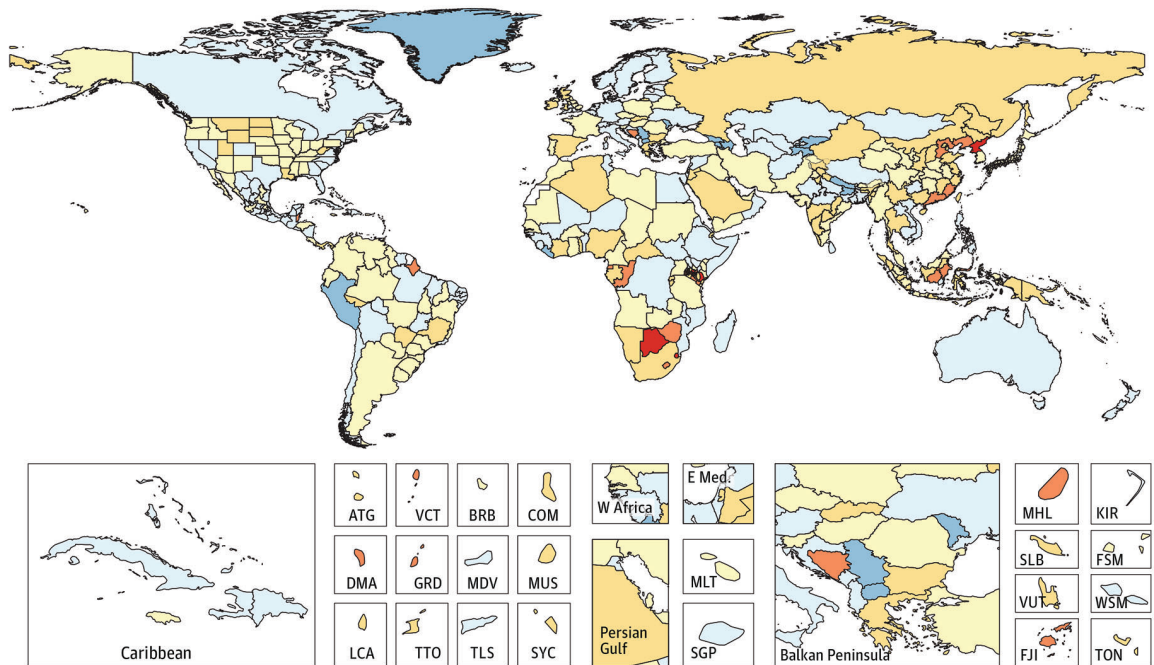 Caribbean
ATG
VCT
BRB
COM
DMA
GRD
MDV
MUS
LCA
TTO
TLS
SYC
W Africa
E Med.
Persian
Gulf
MLT
SGP
Balkan Peninsula
MHL
KIR
SLB
FSM
VUT
WSM
FJI
TON